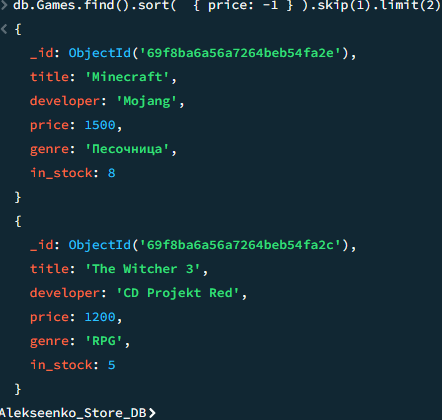 > db.Games.find().sort(  { price: -1 } ).skip(1).limit(2)
< {
_id: ObjectId('69f8ba6a56a7264beb54fa2e'),
title: 'Minecraft',
developer: 'Mojang',
price: 1500,
genre: 'Песочница',
in_stock: 8
}
{
_id: ObjectId('69f8ba6a56a7264beb54fa2c'),
title: 'The Witcher 3',
developer: 'CD Projekt Red',
price: 1200,
genre: 'RPG',
in_stock: 5
}
Alekseenko_Store_DB>